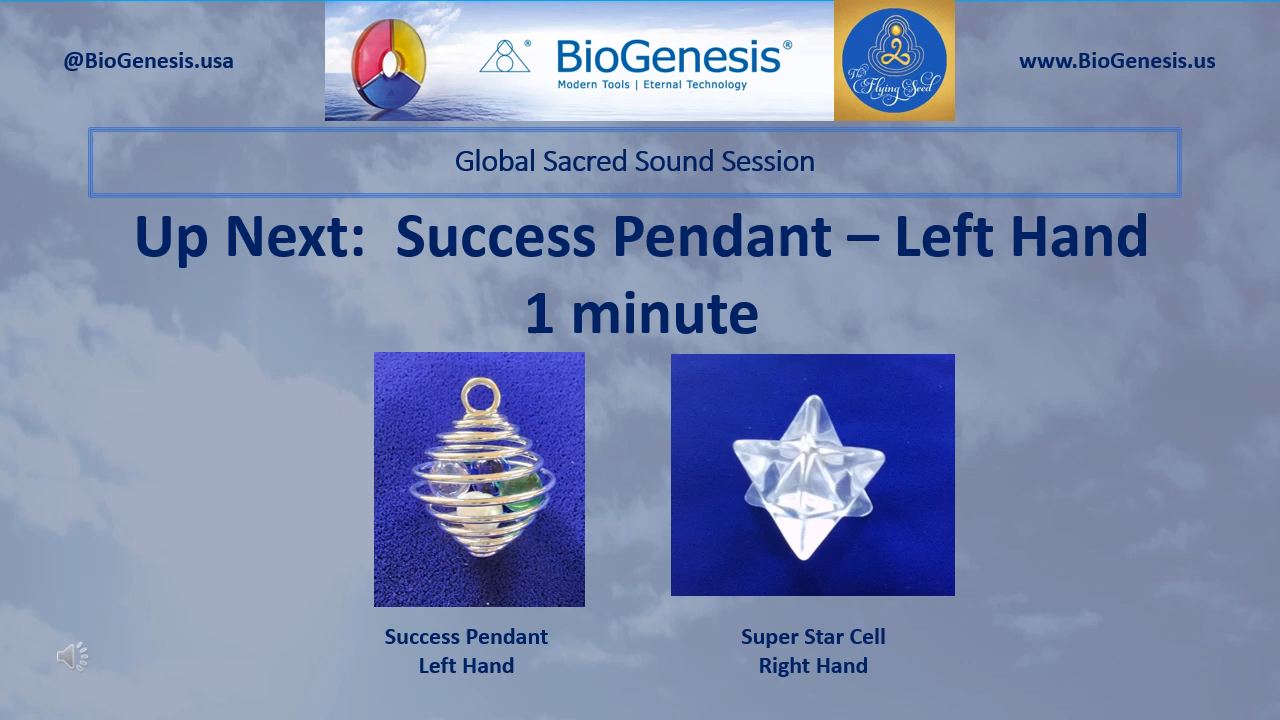 @BioGenesis.usa
BioGenesis®
Modern Tools | Eternal Technology
The Flying Seed
www.BioGenesis.us
Global Sacred Sound Session
Up Next: Success Pendant – Left Hand
1 minute
Success Pendant
Left Hand
Super Star Cell
Right Hand